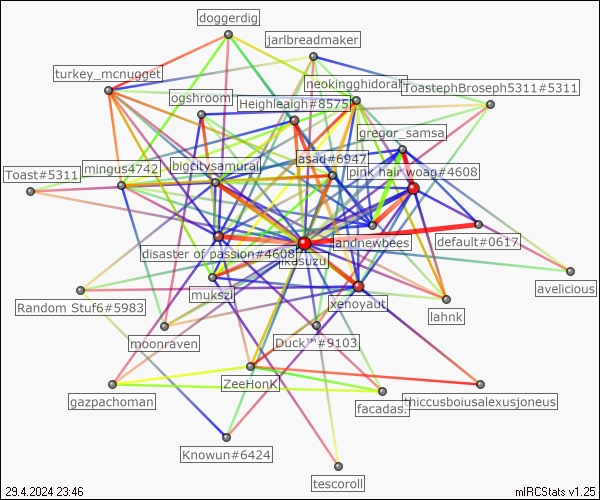 doggerdig
jarlbreadmaker
turkey_mcnugget
neokingghidorah
ToastephBroseph5311#5311
ogshroom
Heighleaigh#8575
gregor_samsa
asad#6947
mingus4742
bigcitysamurai
pink hair woag#4608
Toast#5311
andnewbees
default#0617
disaster of passion#4608
mukszi
xenoyaut
avelicious
Random Stuf6#5983
lahnk
moonraven
Duck™#9103
ZeeHonK
gazpachoman
facadas.
thiccusboiusalexusjoneus
Knowun#6424
tescoroll
29.4.2024 23:46
mIRCStats v1.25